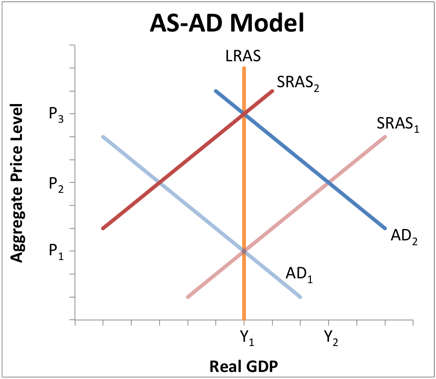 AS-AD Model
LRAS
SRAS₂
P₃
SRAS₁
P₂
AD₂
P₁
AD₁
Y₁ Y₂
Real GDP
Aggregate Price Level